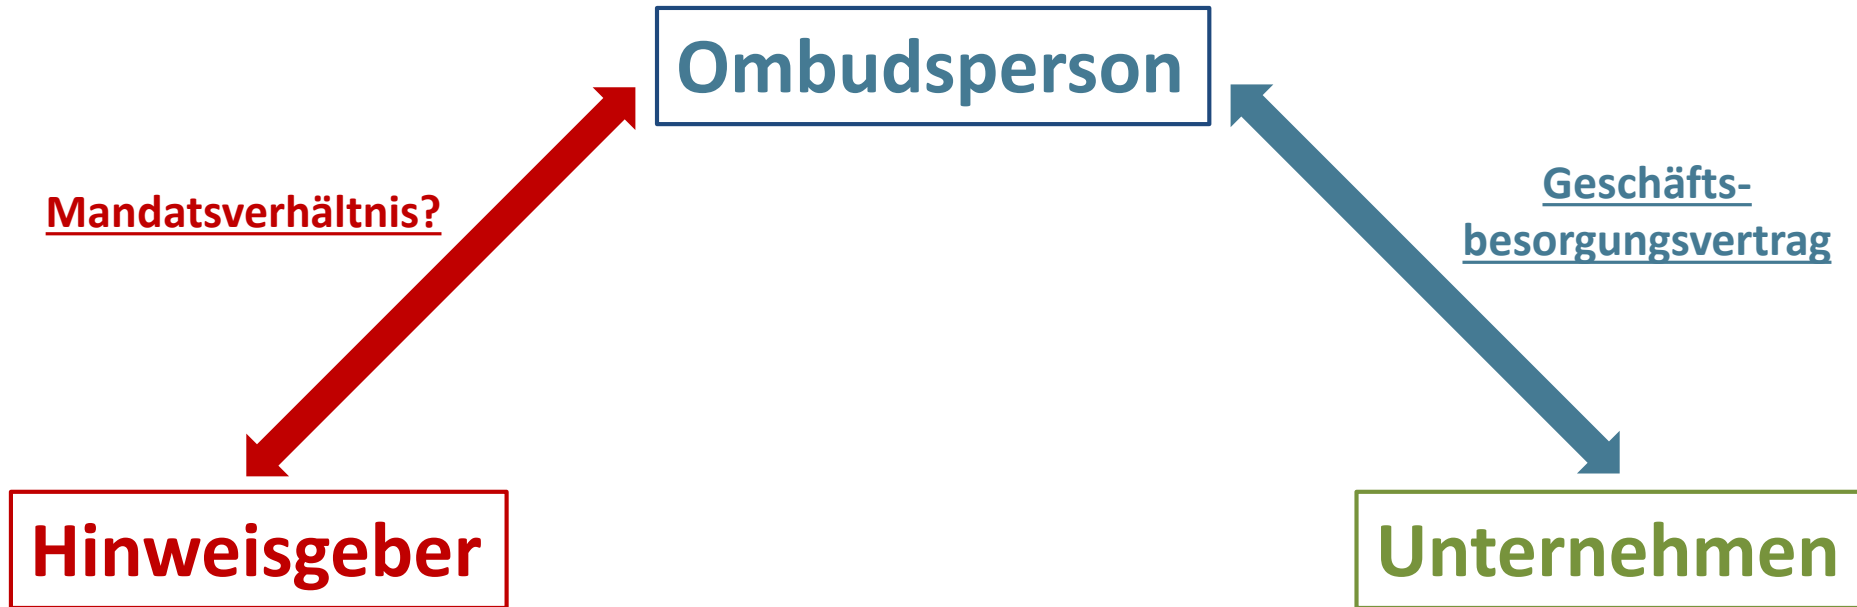 Ombudsperson
Mandatsverhältnis?
Geschäfts-
besorgungsvertrag
Hinweisgeber
Unternehmen